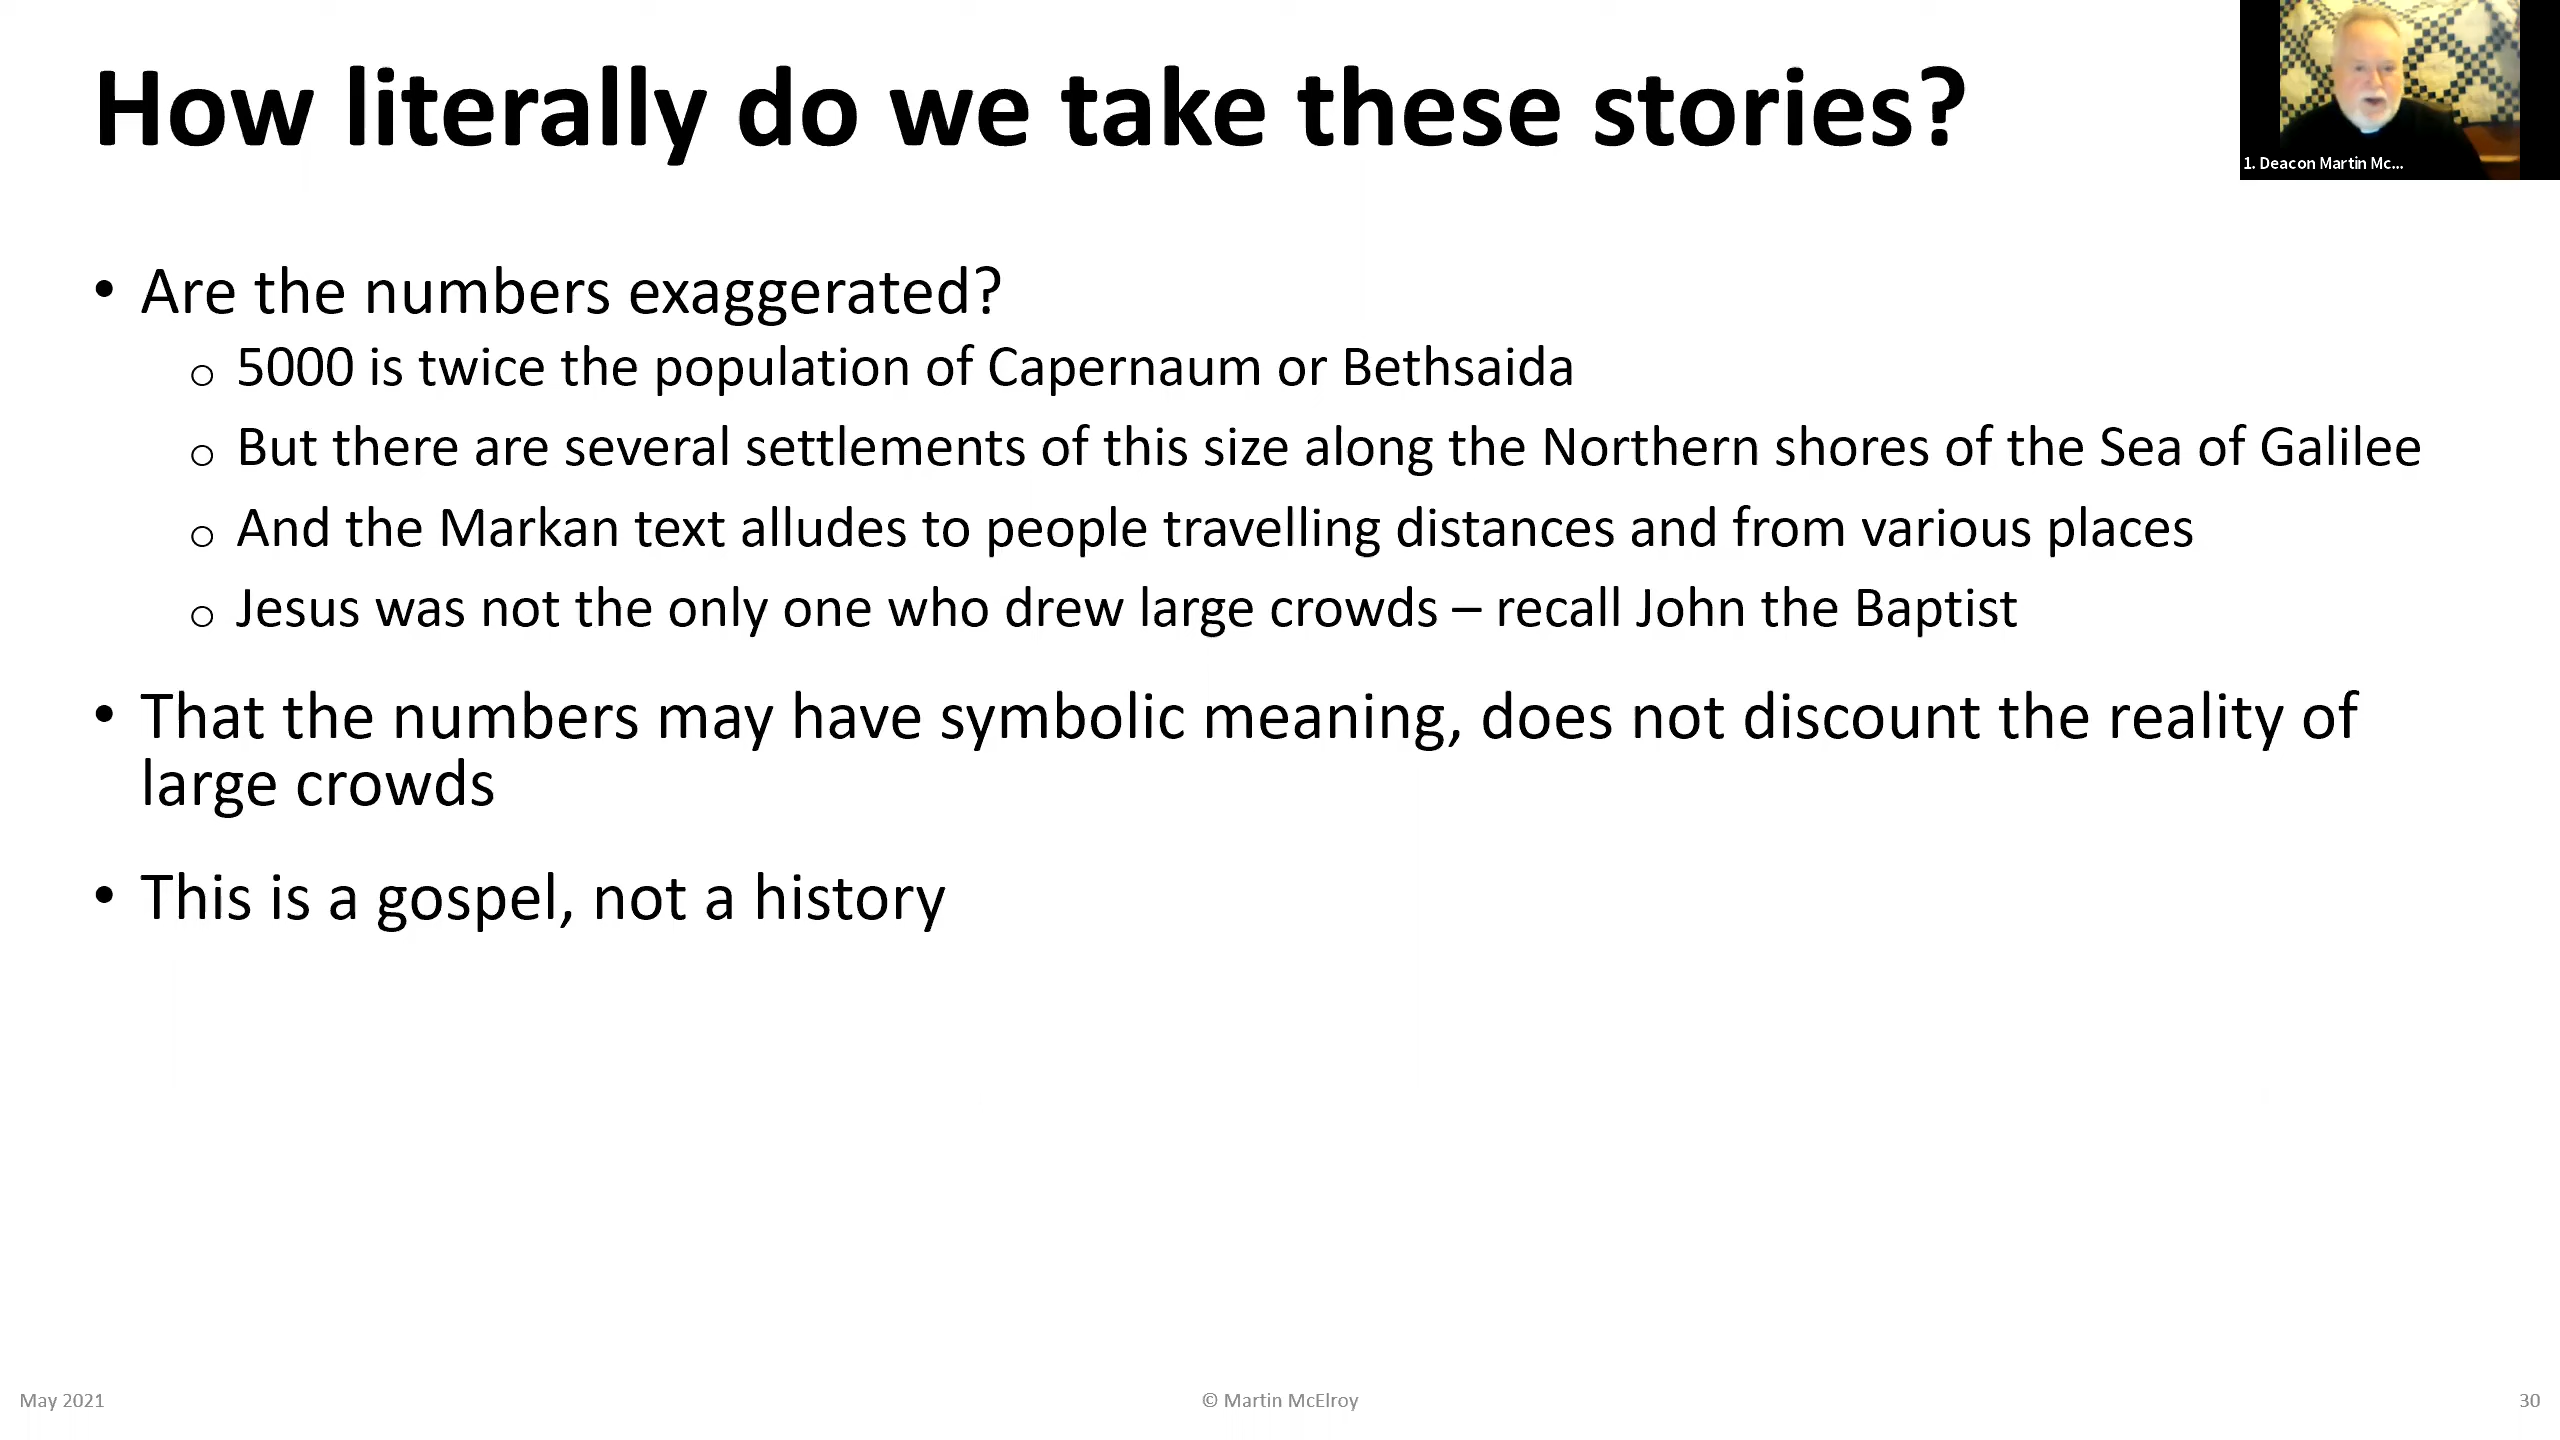 How literally do we take these stories?
1. Deacon Martin Mc...
• Are the numbers exaggerated?
o 5000 is twice the population of Capernaum or Bethsaida
o But there are several settlements of this size along the Northern shores of the Sea of Galilee
o And the Markan text alludes to people travelling distances and from various places
o Jesus was not the only one who drew large crowds – recall John the Baptist
• That the numbers may have symbolic meaning, does not discount the reality of
large crowds
• This is a gospel, not a history
May 2021
© Martin McElroy
30